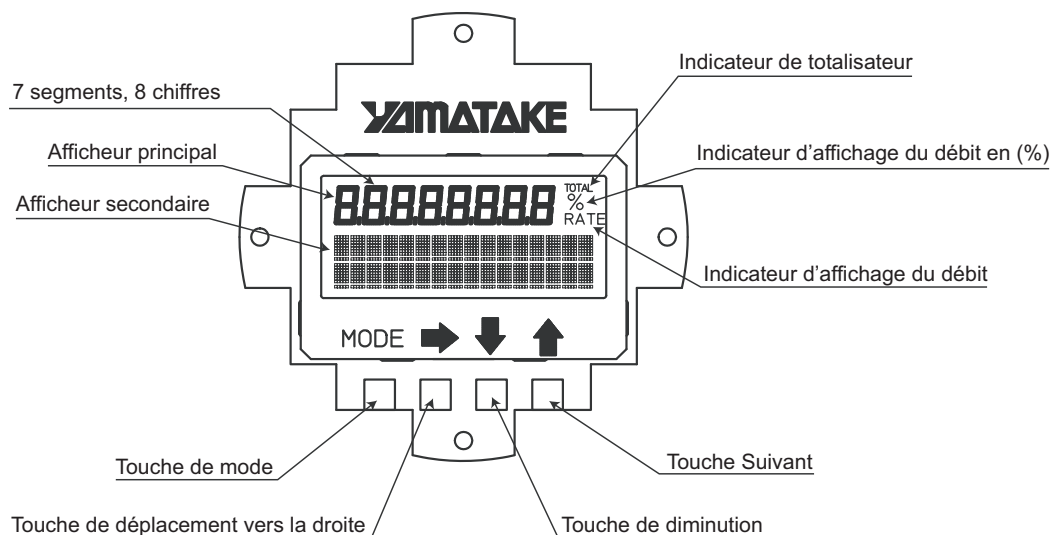 Indicateur de totalisateur
7 segments, 8 chiffres
YAMATAKE
Afficheur principal
Indicateur d'affichage du débit en (%)
8.8.8.8.8.8.8.8
TOTAL
%
RATE
Afficheur secondaire
Indicateur d'affichage du débit
MODE
Touche de mode
Touche Suivant
Touche de déplacement vers la droite
Touche de diminution